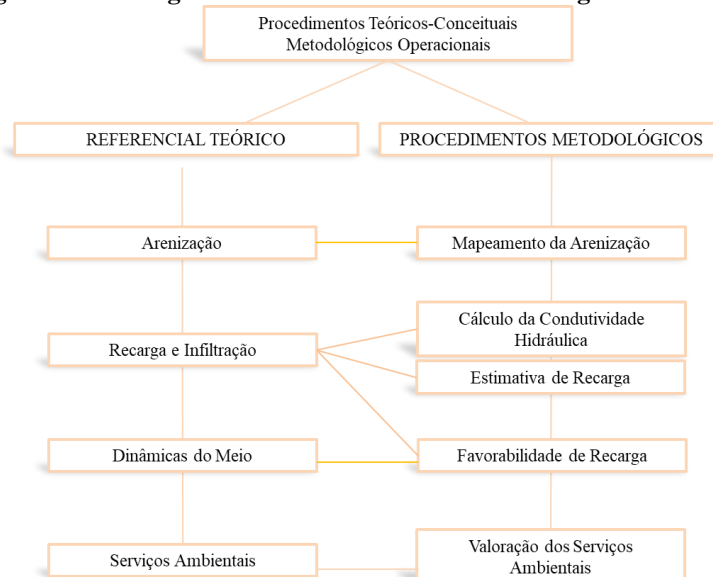 Procedimentos Teóricos-Conceituais
Metodológicos Operacionais
REFERENCIAL TEÓRICO
PROCEDIMENTOS METODOLÓGICOS
Arenização
Mapeamento da Arenização
Cálculo da Condutividade
Hidráulica
Recarga e Infiltração
Estimativa de Recarga
Dinâmicas do Meio
Favorabilidade de Recarga
Serviços Ambientais
Valoração dos Serviços
Ambientais